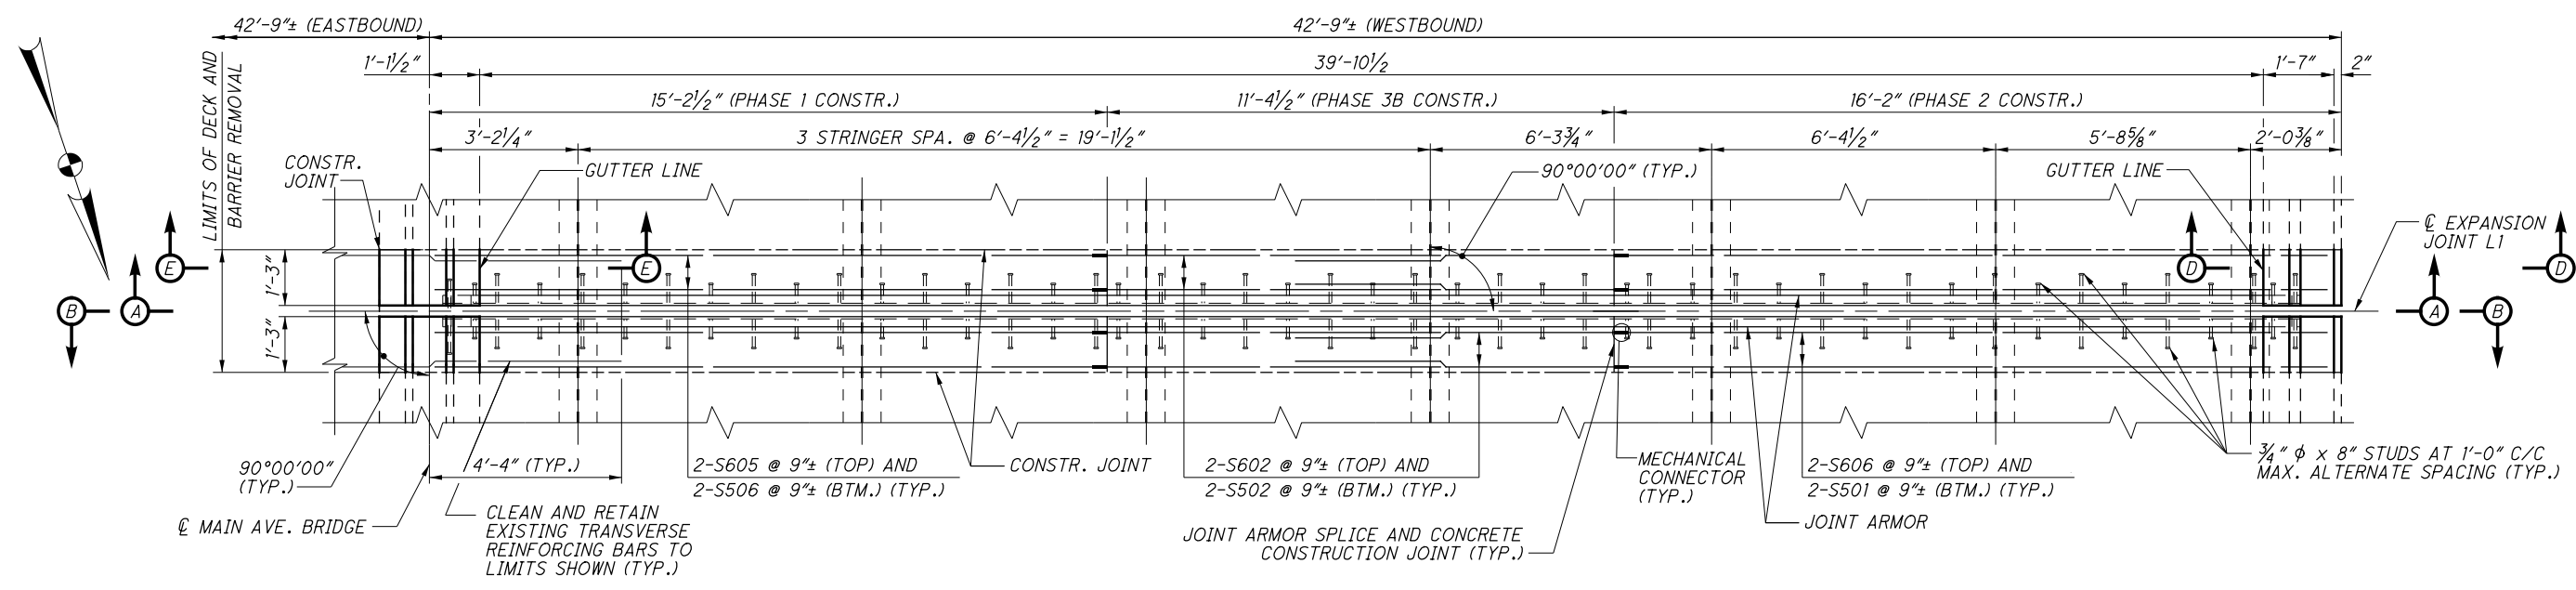 42'-9"± (EASTBOUND)
42'-9"± (WESTBOUND)
1'-1½"
39'-10½
1'-7"
2"
15'-2½" (PHASE 1 CONSTR.)
11'-4½" (PHASE 3B CONSTR.)
16'-2" (PHASE 2 CONSTR.)
3'-2¼"
3 STRINGER SPA. @ 6'-4½" = 19'-1½"
6'-3¾"
6'-4½"
5'-8⅝"
2'-0⅜"
LIMITS OF DECK AND
BARRIER REMOVAL
CONSTR.
JOINT
GUTTER LINE
90°00'00" (TYP.)
GUTTER LINE
℄ EXPANSION
JOINT L1
E
E
D
D
B
A
A
B
1'-3"
1'-3"
90°00'00"
(TYP.)
4'-4" (TYP.)
2-S605 @ 9"± (TOP) AND
2-S506 @ 9"± (BTM.) (TYP.)
CONSTR. JOINT
2-S602 @ 9"± (TOP) AND
2-S502 @ 9"± (BTM.) (TYP.)
MECHANICAL
CONNECTOR
(TYP.)
2-S606 @ 9"± (TOP) AND
2-S501 @ 9"± (BTM.) (TYP.)
¾" ϕ x 8" STUDS AT 1'-0" C/C
MAX. ALTERNATE SPACING (TYP.)
℄ MAIN AVE. BRIDGE
CLEAN AND RETAIN
EXISTING TRANSVERSE
REINFORCING BARS TO
LIMITS SHOWN (TYP.)
JOINT ARMOR SPLICE AND CONCRETE
CONSTRUCTION JOINT (TYP.)
JOINT ARMOR